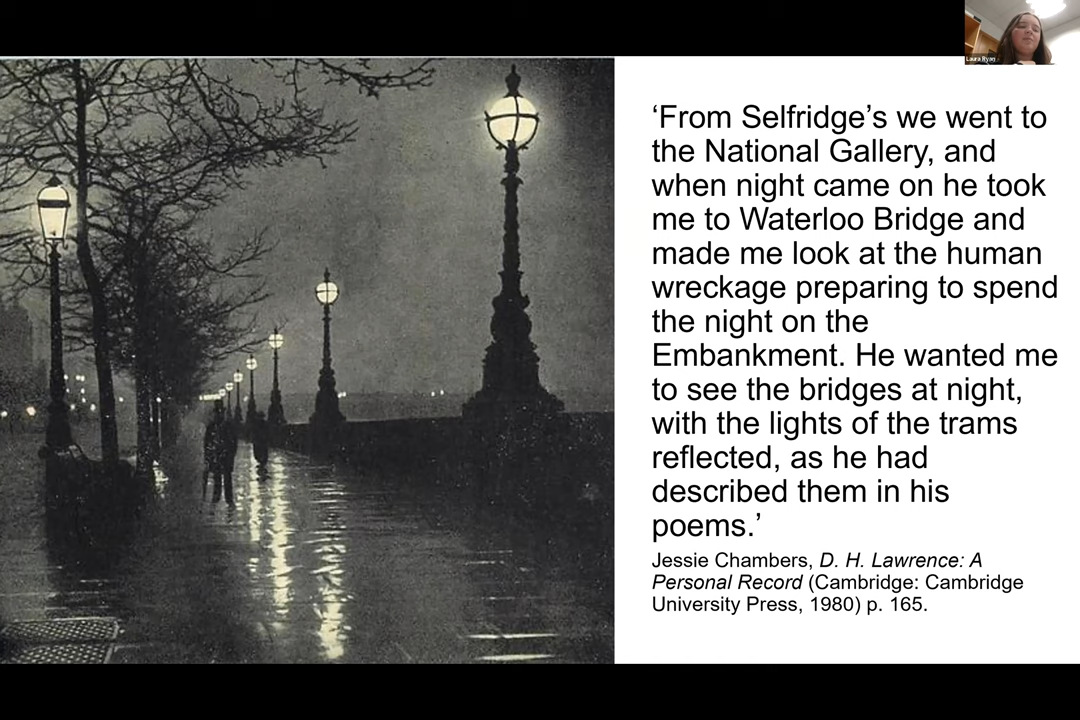 Laura Ryan
‘From Selfridge’s we went to
the National Gallery, and
when night came on he took
me to Waterloo Bridge and
made me look at the human
wreckage preparing to spend
the night on the
Embankment. He wanted me
to see the bridges at night,
with the lights of the trams
reflected, as he had
described them in his
poems.’
Jessie Chambers, D. H. Lawrence: A
Personal Record (Cambridge: Cambridge
University Press, 1980) p. 165.